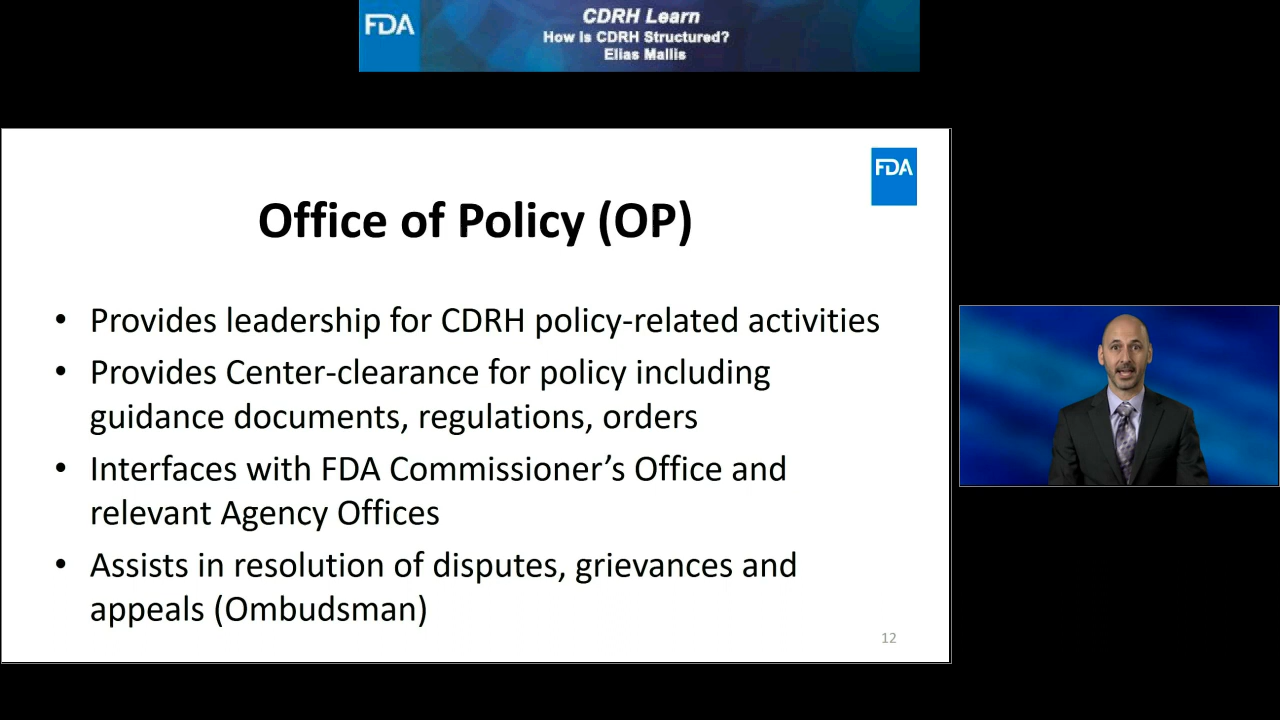 FDA
CDRH Learn
How Is CDRH Structured?
Elias Mallis
FDA
Office of Policy (OP)
• Provides leadership for CDRH policy-related activities
• Provides Center-clearance for policy including
guidance documents, regulations, orders
• Interfaces with FDA Commissioner’s Office and
relevant Agency Offices
• Assists in resolution of disputes, grievances and
appeals (Ombudsman)
12